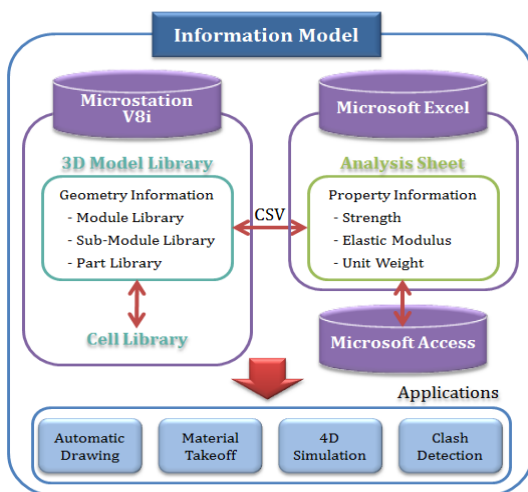 Information Model
Microstation
V8i
3D Model Library
Geometry Information
- Module Library
- Sub-Module Library
- Part Library
Cell Library
CSV
Microsoft Excel
Analysis Sheet
Property Information
- Strength
- Elastic Modulus
- Unit Weight
Microsoft Access
Applications
Automatic
Drawing
Material
Takeoff
4D
Simulation
Clash
Detection